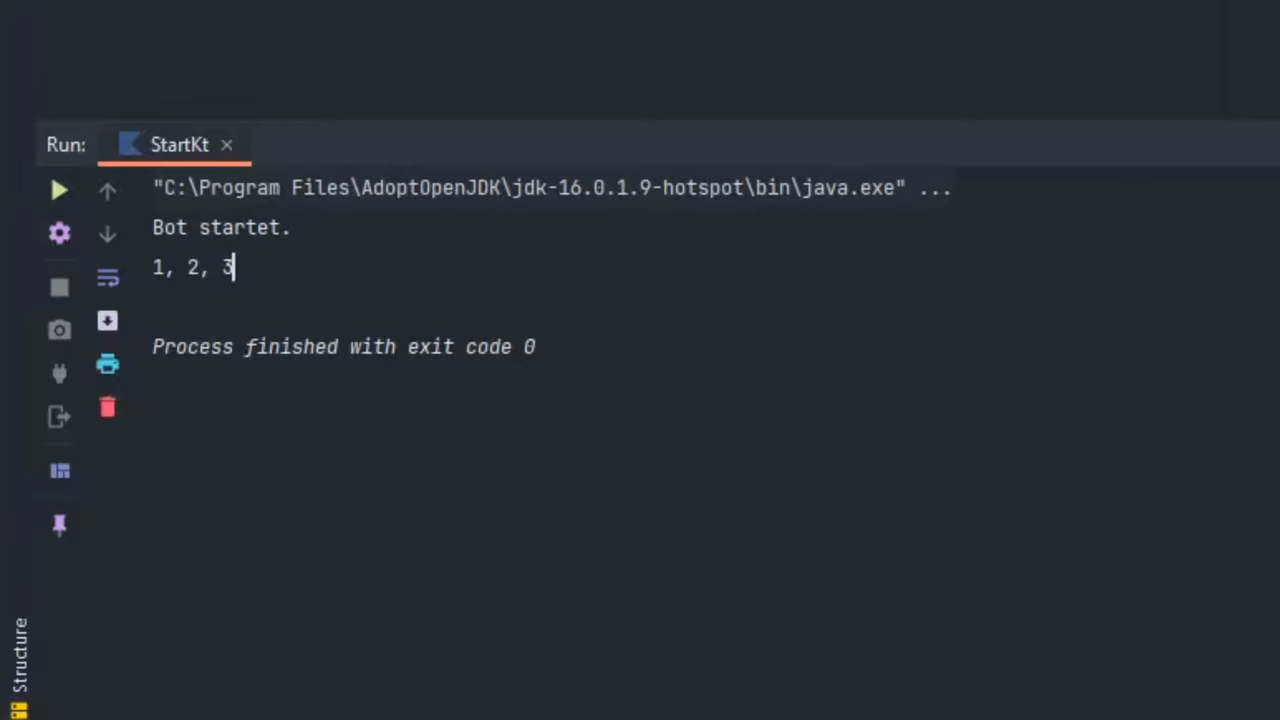 Run: StartKt ×
"C:\Program Files\AdoptOpenJDK\jdk-16.0.1.9-hotspot\bin\java.exe" ...
Bot startet.
1, 2, 3
Process finished with exit code 0
Structure